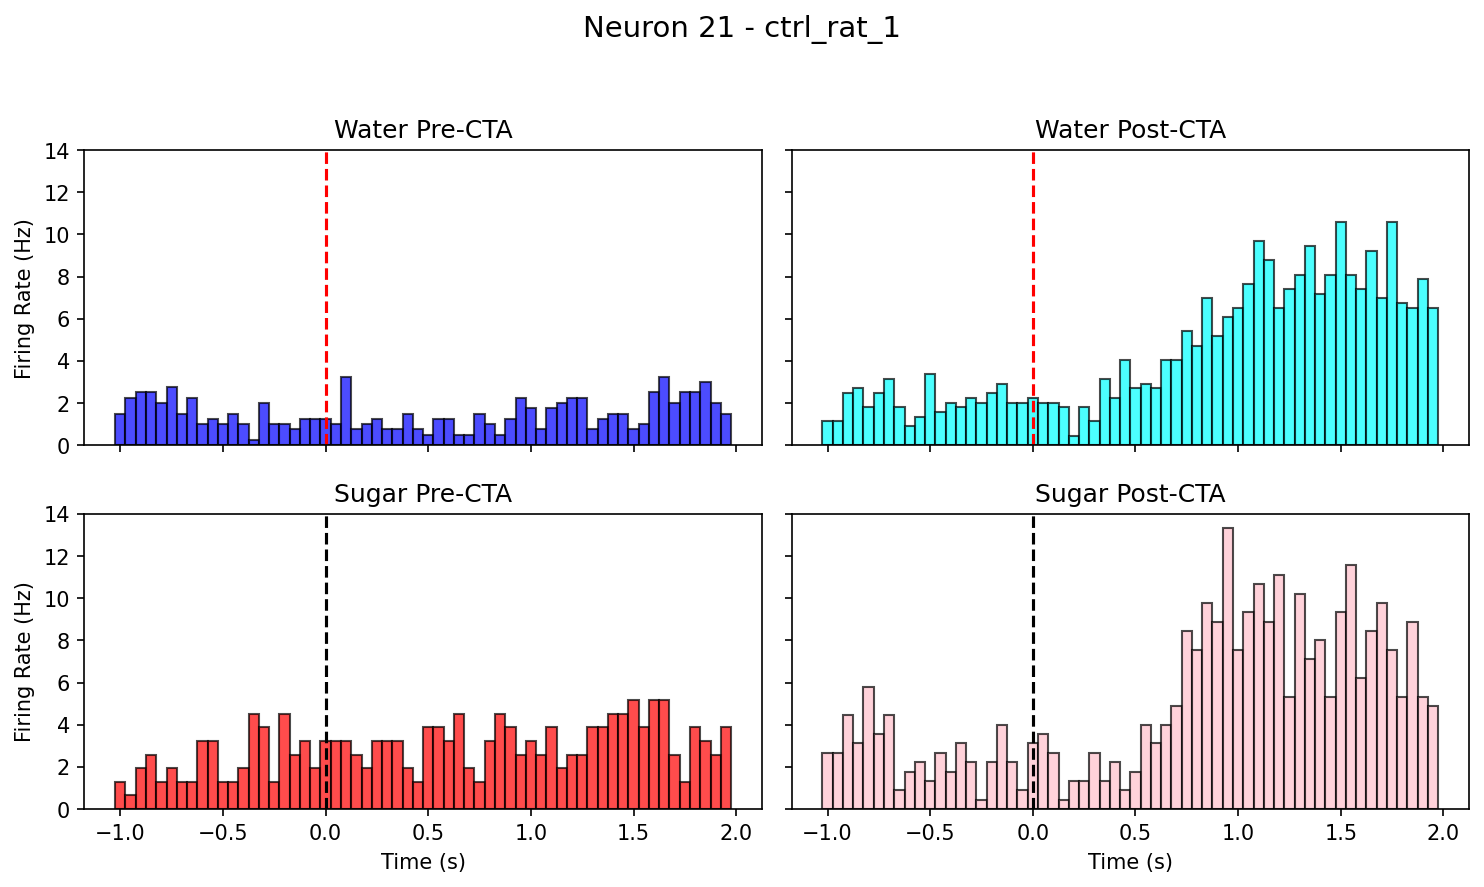 Neuron 21 - ctrl_rat_1
Water Pre-CTA
Water Post-CTA
14
12
10
8
6
4
2
0
Firing Rate (Hz)
Sugar Pre-CTA
Sugar Post-CTA
14
12
10
8
6
4
2
0
Firing Rate (Hz)
−1.0 −0.5 0.0 0.5 1.0 1.5 2.0
−1.0 −0.5 0.0 0.5 1.0 1.5 2.0
Time (s)
Time (s)